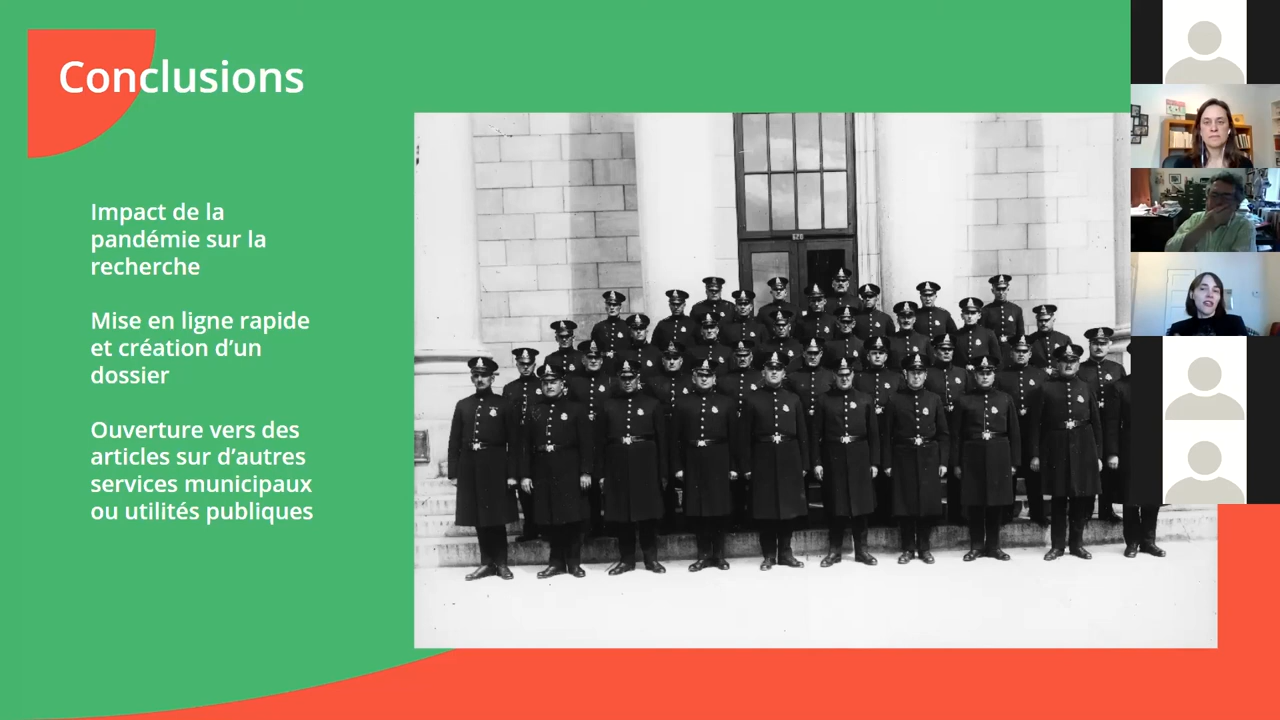 Conclusions
Impact de la
pandémie sur la
recherche
Mise en ligne rapide
et création d’un
dossier
Ouverture vers des
articles sur d’autres
services municipaux
ou utilités publiques